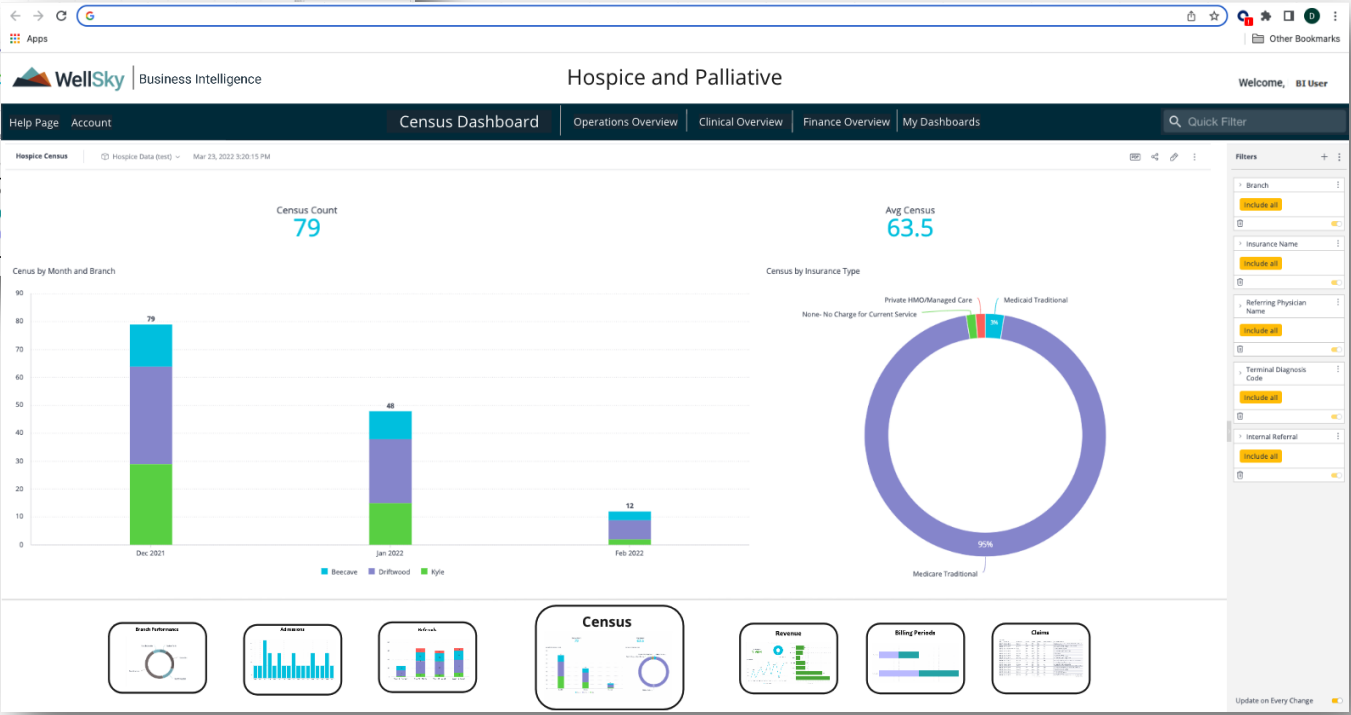 Apps
Other Bookmarks
D
WellSky
Business Intelligence
Hospice and Palliative
Welcome, BI User
Help Page
Account
Census Dashboard
Operations Overview
Clinical Overview
Finance Overview
My Dashboards
Quick Filter
Hospice Census
Hospice Data (test)
Mar 23, 2022 3:20:15 PM
PDF
Census Count
79
Avg Census
63.5
Cenus by Month and Branch
90
80
70
60
50
40
30
20
10
0
79
48
12
Dec 2021
Jan 2022
Feb 2022
Beecave
Driftwood
Kyle
Census by Insurance Type
Private HMO/Managed Care
Medicaid Traditional
None- No Charge for Current Service
3%
95%
Medicare Traditional
Filters
Branch
Include all
Insurance Name
Include all
Referring Physician
Name
Include all
Terminal Diagnosis
Code
Include all
Internal Referral
Include all
Branch Performance
Admissions
Referrals
Census
Revenue
Billing Periods
Claims
Update on Every Change